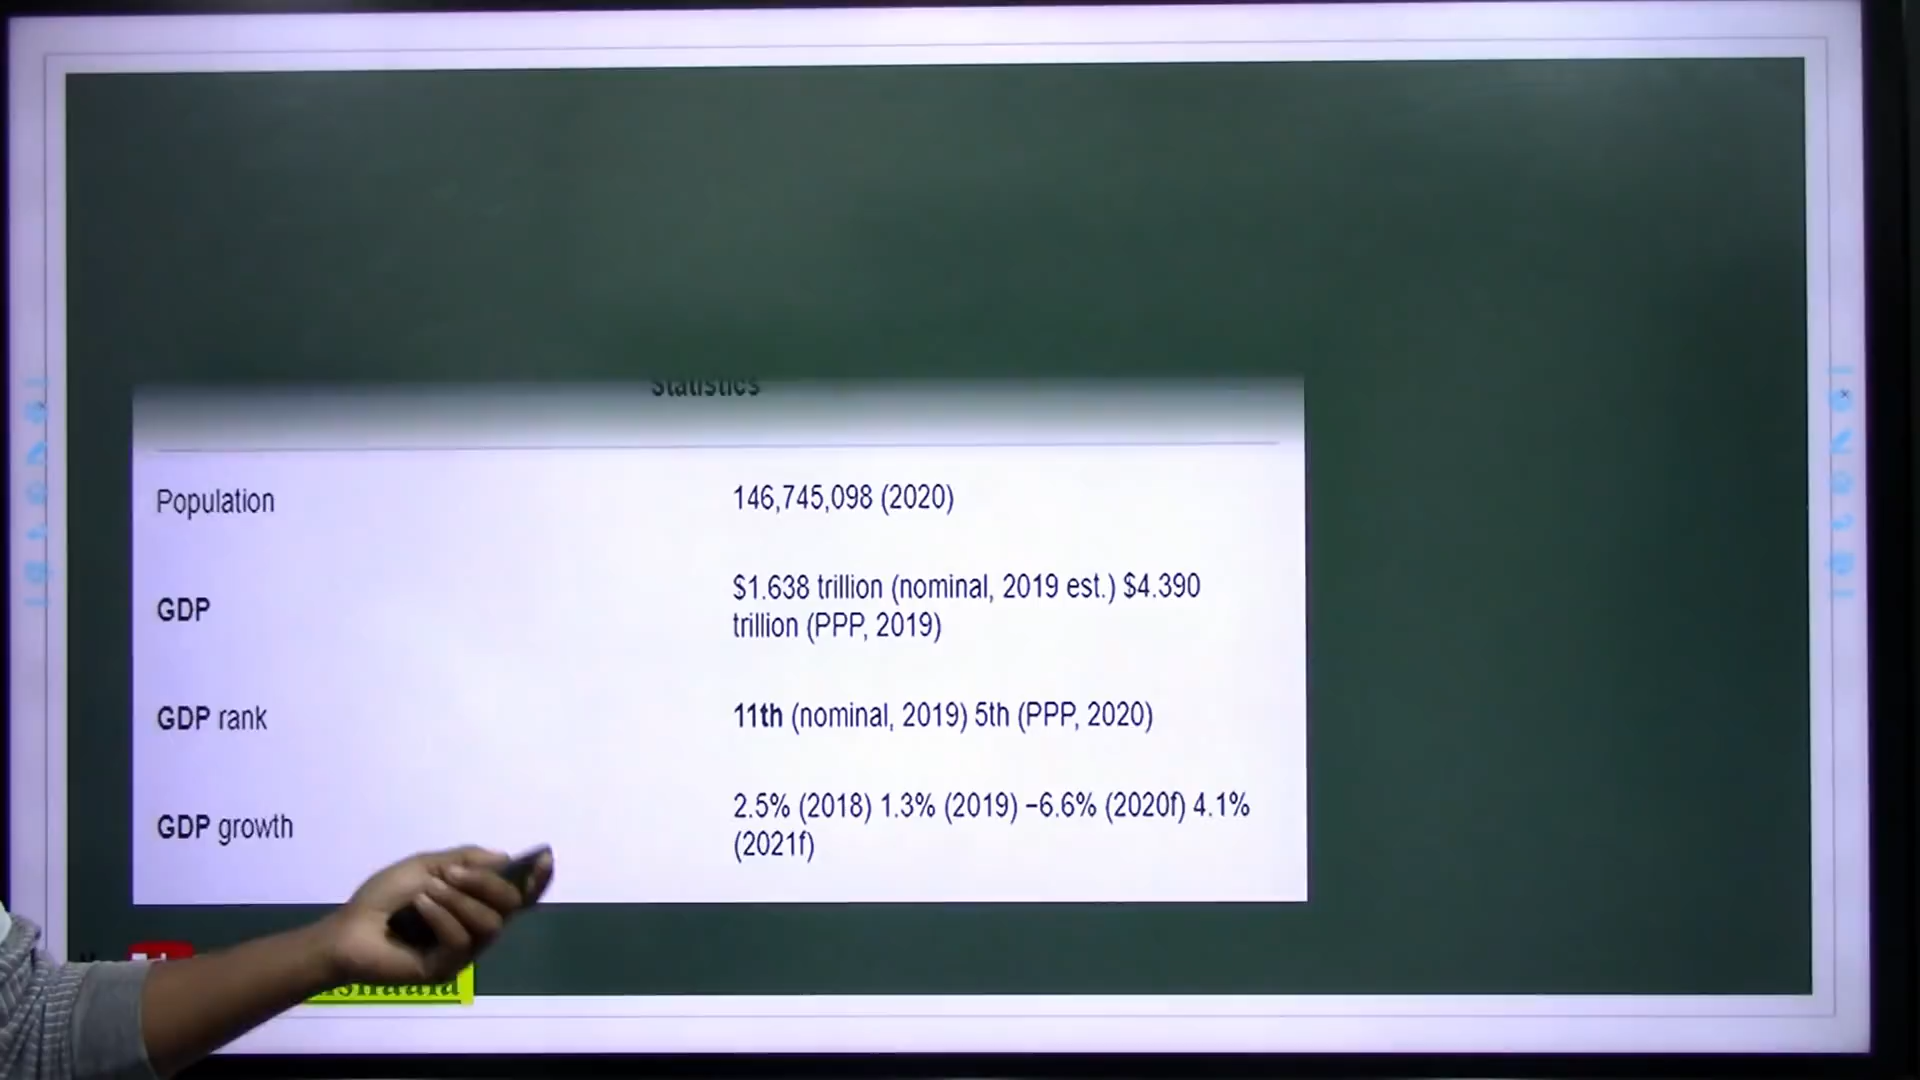 Statistics
Population 146,745,098 (2020)
GDP $1.638 trillion (nominal, 2019 est.) $4.390
trillion (PPP, 2019)
GDP rank 11th (nominal, 2019) 5th (PPP, 2020)
GDP growth 2.5% (2018) 1.3% (2019) −6.6% (2020f) 4.1%
(2021f)